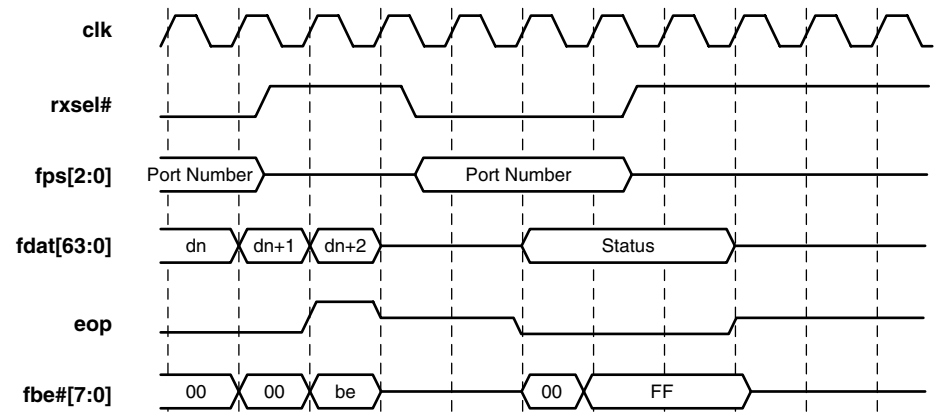 clk
rxsel#
fps[2:0] Port Number Port Number
fdat[63:0] dn dn+1 dn+2 Status
eop
fbe#[7:0] 00 00 be 00 FF